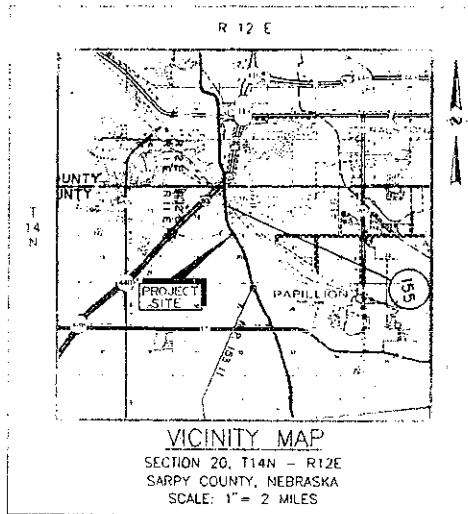 R 12 E
N
UNTY
UNTY
T
14
N
PROJECT
SITE
PAPILLION
155
VICINITY MAP
SECTION 20, T14N - R12E
SARPY COUNTY, NEBRASKA
SCALE: 1" = 2 MILES